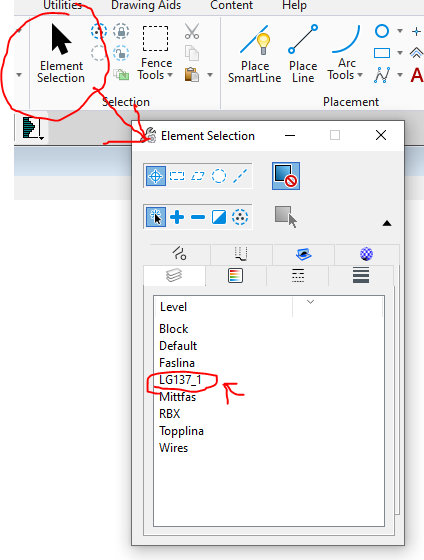 Utilities Drawing Aids Content Help
Element Selection
Fence Tools
Place SmartLine
Place Line
Arc Tools
A
Selection
Placement
Element Selection
Level
Block
Default
Faslina
LG137_1
Mittfas
RBX
Topplina
Wires